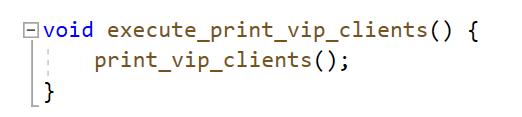 void execute_print_vip_clients() {
    print_vip_clients();
}